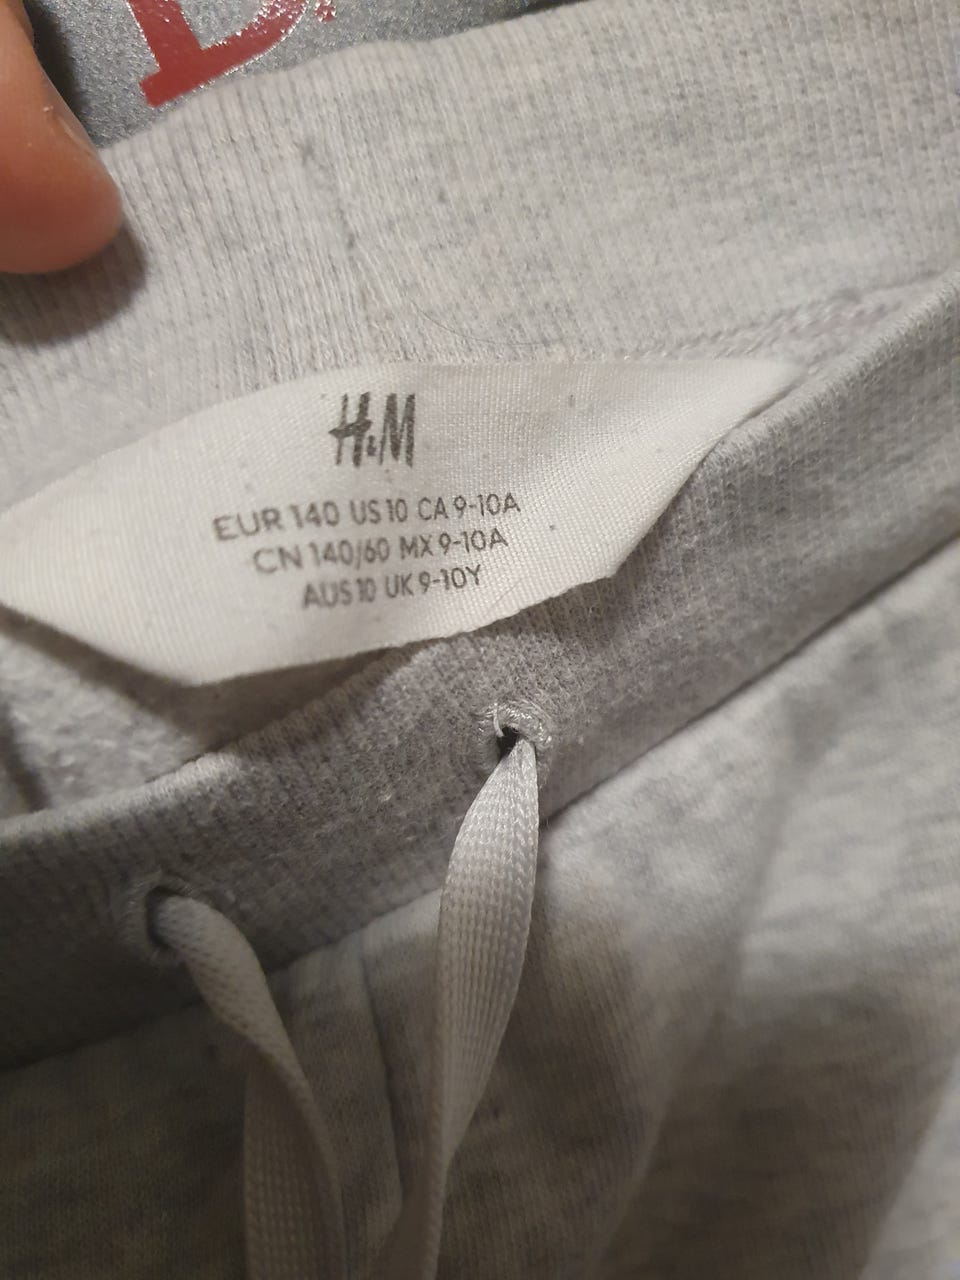 H&M
EUR 140 US 10 CA 9-10A
CN 140/60 MX 9-10A
AUS 10 UK 9-10Y